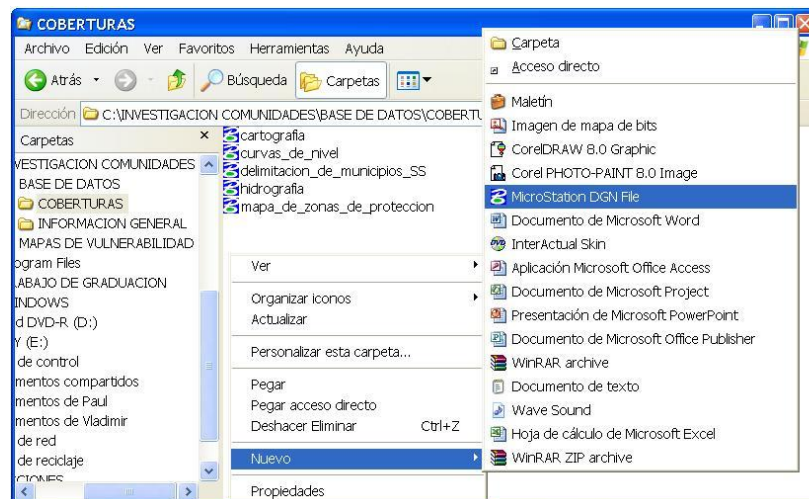 COBERTURAS
Archivo Edición Ver Favoritos Herramientas Ayuda
Atrás Búsqueda Carpetas
Dirección C:\INVESTIGACION COMUNIDADES\BASE DE DATOS\COBERTU
Carpetas ×
VESTIGACION COMUNIDADES
BASE DE DATOS
COBERTURAS
INFORMACION GENERAL
MAPAS DE VULNERABILIDAD
ogram Files
ABAJO DE GRADUACION
INDOWS
d DVD-R (D:)
Y (E:)
de control
mentos compartidos
mentos de Paul
mentos de Vladimir
de red
de reciclaje
CCIONES
cartografia
curvas_de_nivel
delimitacion_de_municipios_SS
hidrografia
mapa_de_zonas_de_proteccion
Ver
Organizar iconos
Actualizar
Personalizar esta carpeta...
Pegar
Pegar acceso directo
Deshacer Eliminar Ctrl+Z
Nuevo
Propiedades
Carpeta
Acceso directo
Maletín
Imagen de mapa de bits
CorelDRAW 8.0 Graphic
Corel PHOTO-PAINT 8.0 Image
MicroStation DGN File
Documento de Microsoft Word
InterActual Skin
Aplicación Microsoft Office Access
Documento de Microsoft Project
Presentación de Microsoft PowerPoint
Documento de Microsoft Office Publisher
WinRAR archive
Documento de texto
Wave Sound
Hoja de cálculo de Microsoft Excel
WinRAR ZIP archive